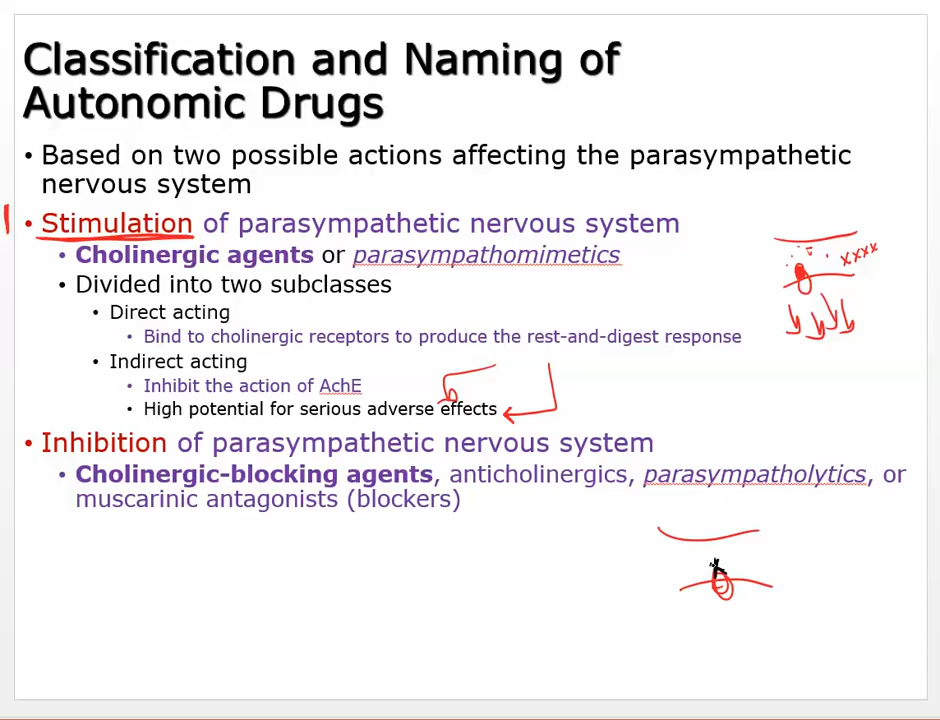 Classification and Naming of
Autonomic Drugs
• Based on two possible actions affecting the parasympathetic
nervous system
• Stimulation of parasympathetic nervous system
• Cholinergic agents or parasympathomimetics
• Divided into two subclasses
• Direct acting
• Bind to cholinergic receptors to produce the rest-and-digest response
• Indirect acting
• Inhibit the action of AchE
• High potential for serious adverse effects
• Inhibition of parasympathetic nervous system
• Cholinergic-blocking agents, anticholinergics, parasympatholytics, or
muscarinic antagonists (blockers)
xxxx